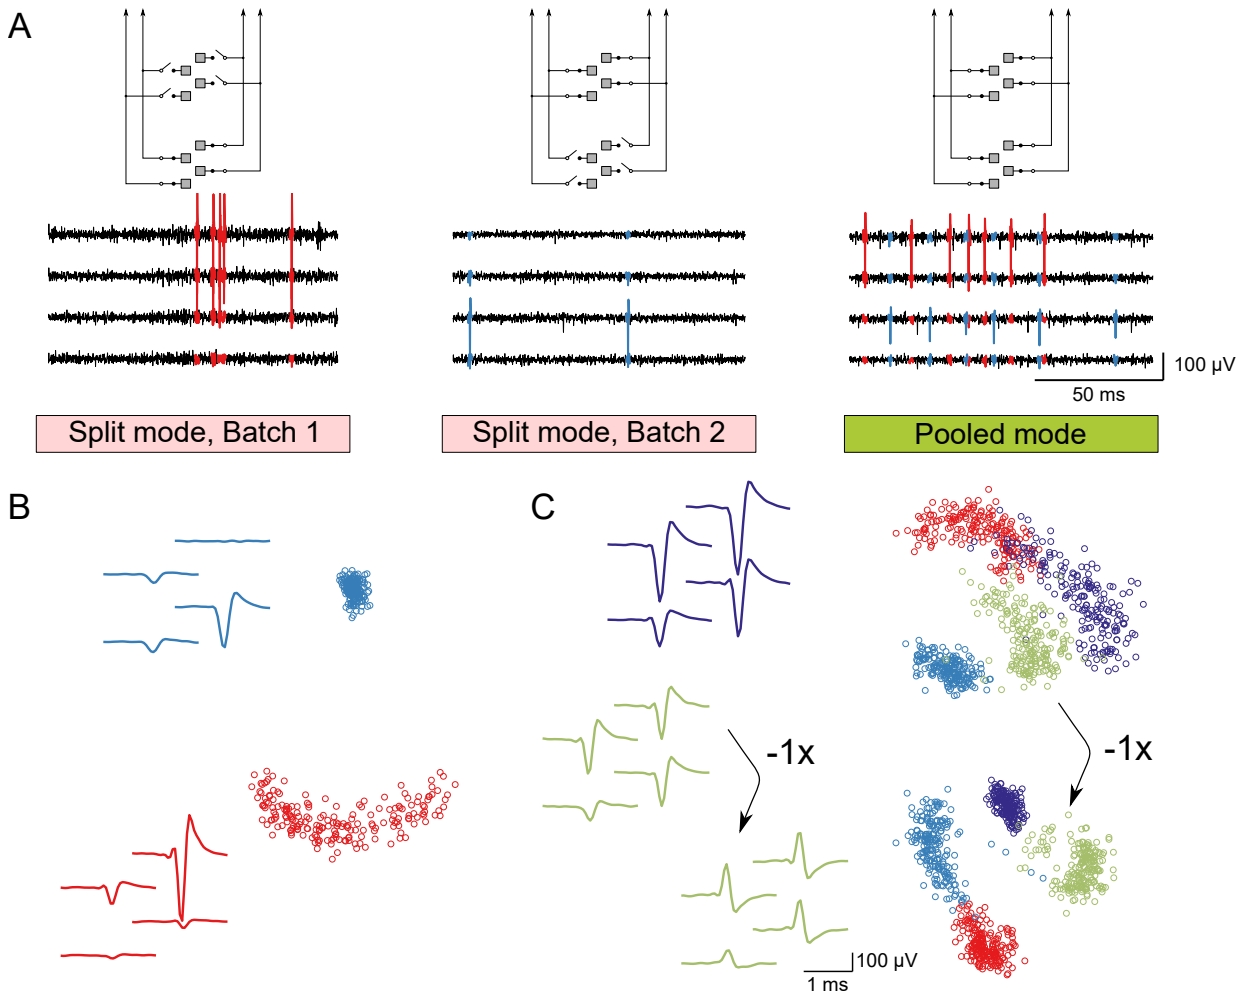 A
100 µV
50 ms
Split mode, Batch 1
Split mode, Batch 2
Pooled mode
B
C
-1x
-1x
100 µV
1 ms